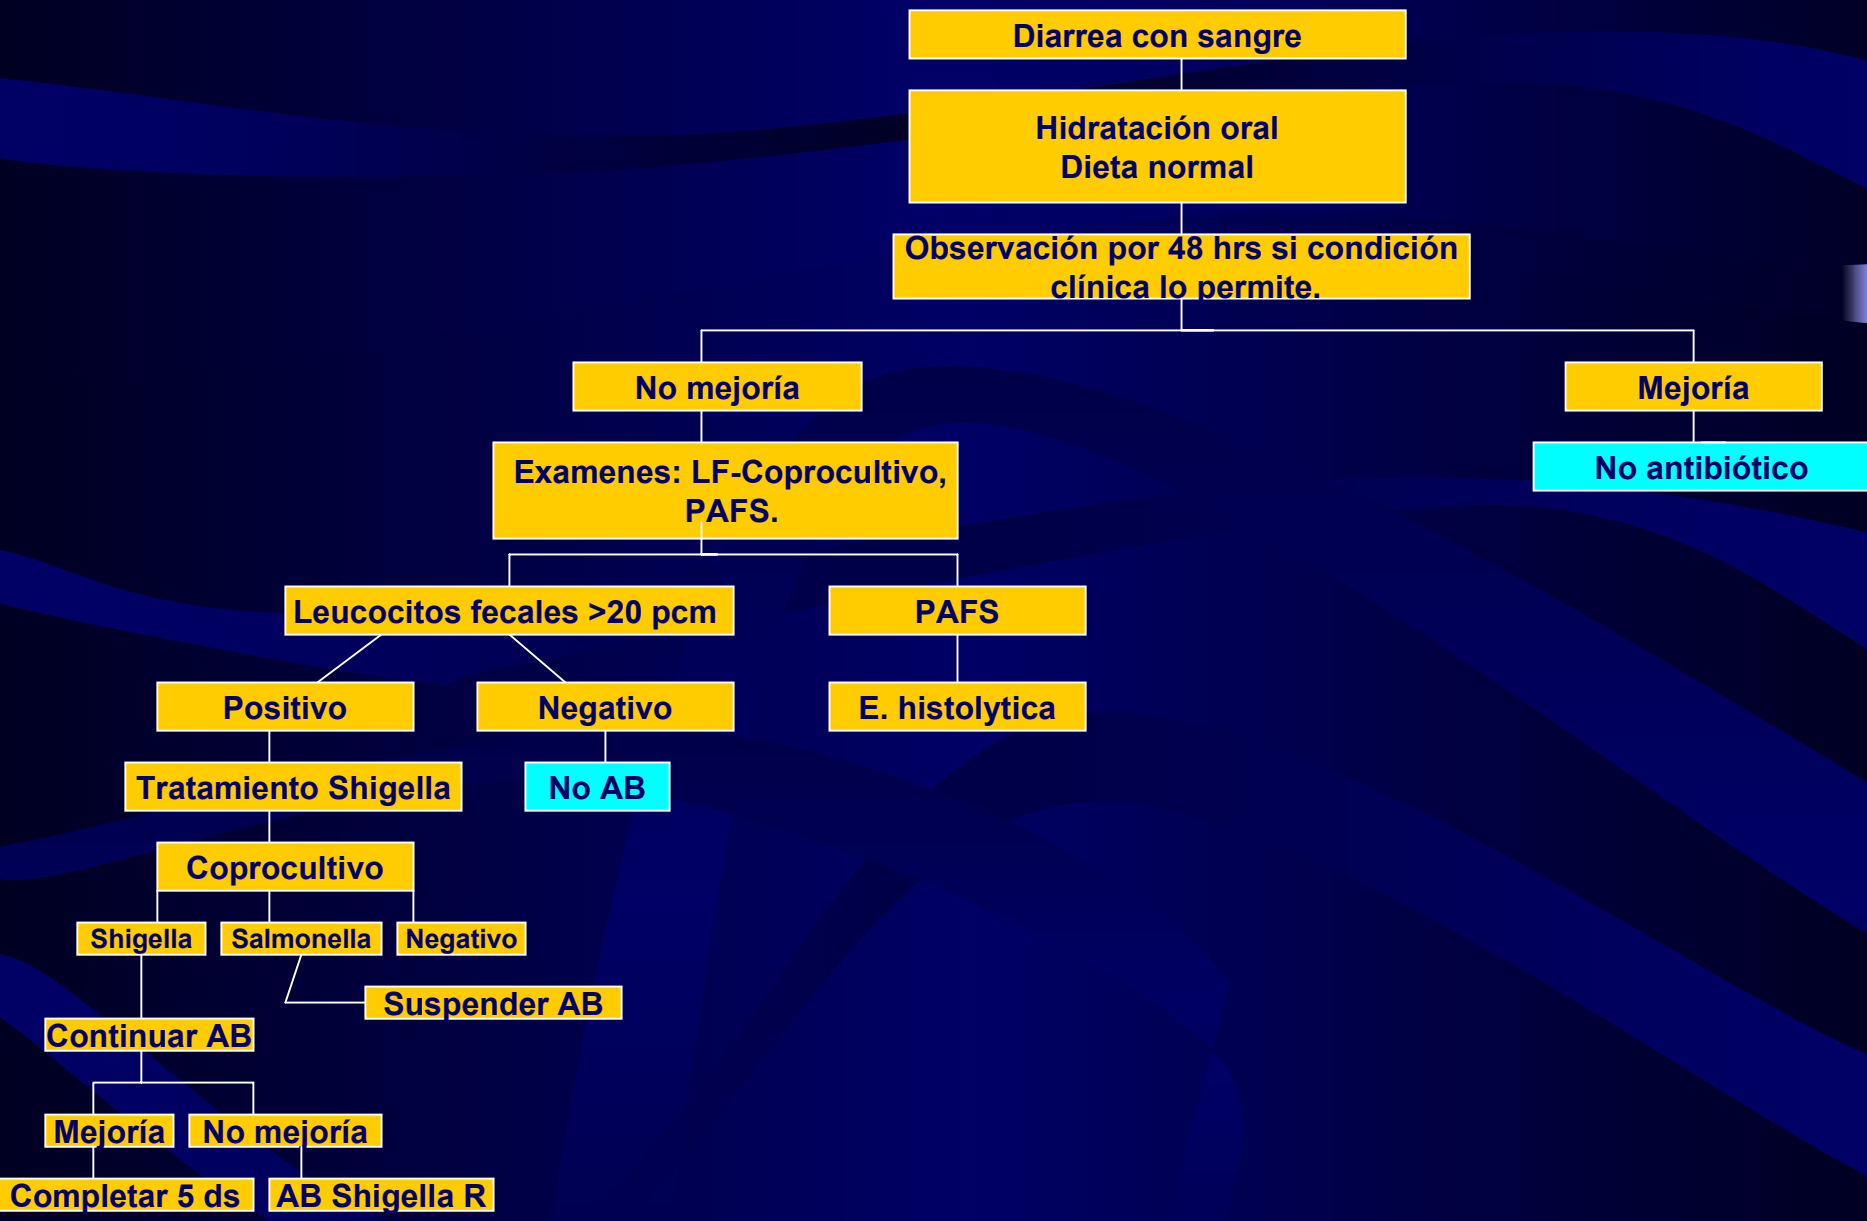 Diarrea con sangre
Hidratación oral
Dieta normal
Observación por 48 hrs si condición
clínica lo permite.
No mejoría
Mejoría
Examenes: LF-Coprocultivo,
PAFS.
No antibiótico
Leucocitos fecales >20 pcm
PAFS
Positivo
Negativo
E. histolytica
Tratamiento Shigella
No AB
Coprocultivo
Shigella
Salmonella
Negativo
Suspender AB
Continuar AB
Mejoría
No mejoría
Completar 5 ds
AB Shigella R